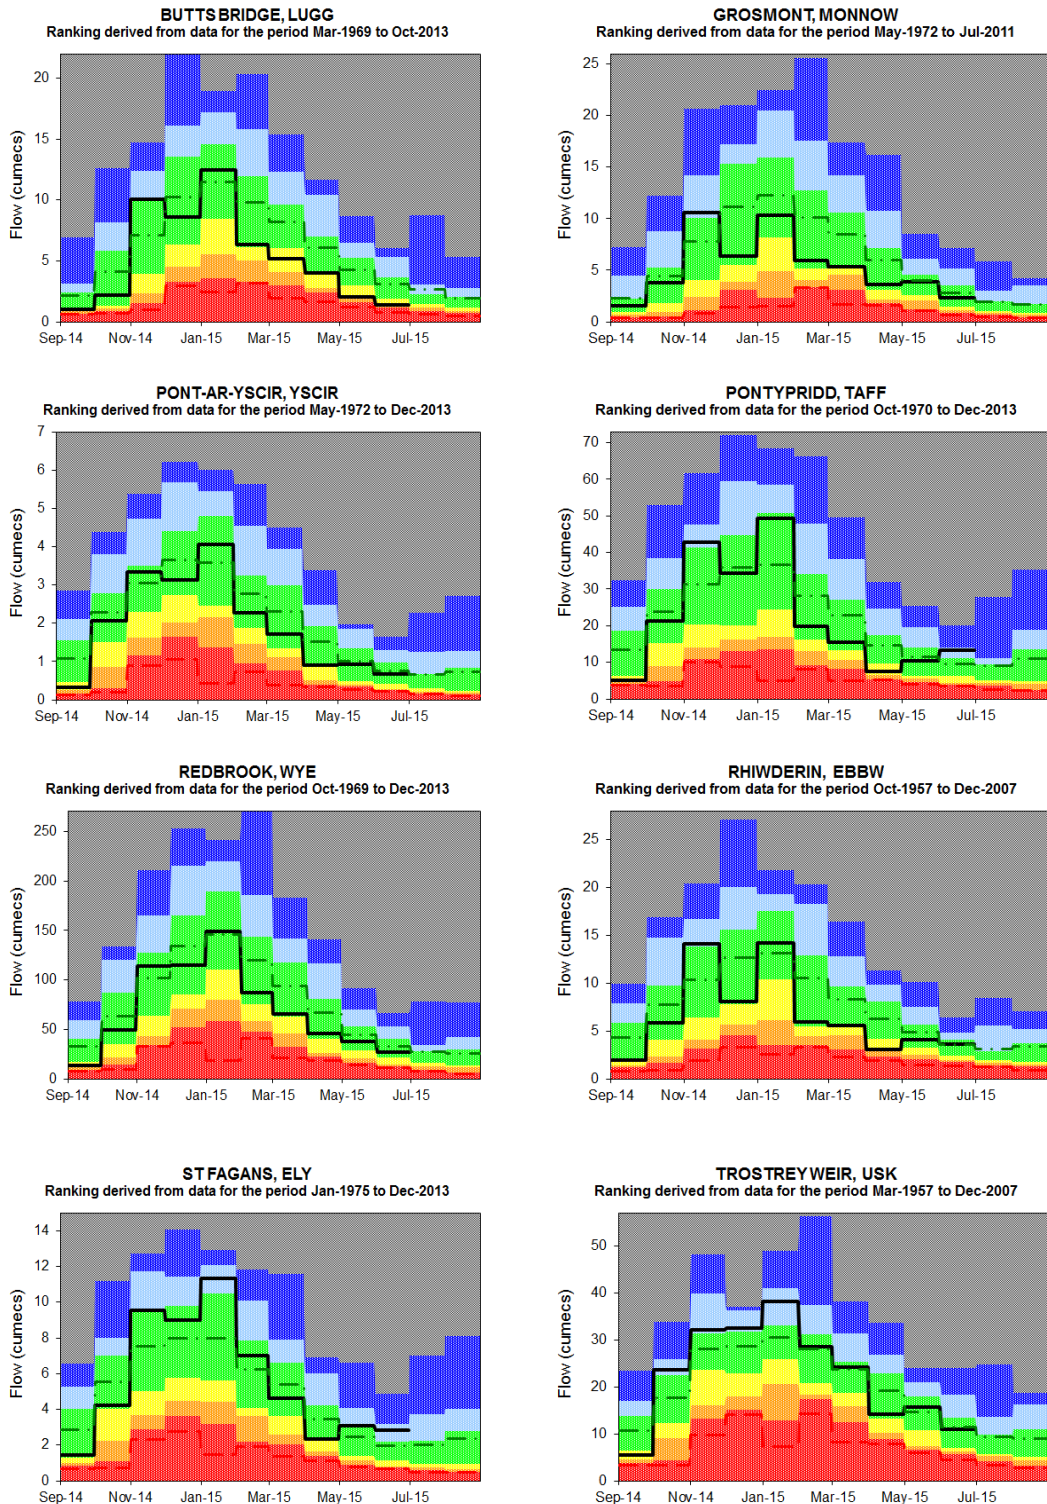 BUTTS BRIDGE, LUGG
Ranking derived from data for the period Mar-1969 to Oct-2013
Flow (cumecs)
20
15
10
5
0
Sep-14 Nov-14 Jan-15 Mar-15 May-15 Jul-15
GROSMONT, MONNOW
Ranking derived from data for the period May-1972 to Jul-2011
Flow (cumecs)
25
20
15
10
5
0
Sep-14 Nov-14 Jan-15 Mar-15 May-15 Jul-15
PONT-AR-YSCIR, YSCIR
Ranking derived from data for the period May-1972 to Dec-2013
Flow (cumecs)
7
6
5
4
3
2
1
0
Sep-14 Nov-14 Jan-15 Mar-15 May-15 Jul-15
PONTYPRIDD, TAFF
Ranking derived from data for the period Oct-1970 to Dec-2013
Flow (cumecs)
70
60
50
40
30
20
10
0
Sep-14 Nov-14 Jan-15 Mar-15 May-15 Jul-15
REDBROOK, WYE
Ranking derived from data for the period Oct-1969 to Dec-2013
Flow (cumecs)
250
200
150
100
50
0
Sep-14 Nov-14 Jan-15 Mar-15 May-15 Jul-15
RHIWDERIN, EBBW
Ranking derived from data for the period Oct-1957 to Dec-2007
Flow (cumecs)
25
20
15
10
5
0
Sep-14 Nov-14 Jan-15 Mar-15 May-15 Jul-15
ST FAGANS, ELY
Ranking derived from data for the period Jan-1975 to Dec-2013
Flow (cumecs)
14
12
10
8
6
4
2
0
Sep-14 Nov-14 Jan-15 Mar-15 May-15 Jul-15
TROSTREY WEIR, USK
Ranking derived from data for the period Mar-1957 to Dec-2007
Flow (cumecs)
50
40
30
20
10
0
Sep-14 Nov-14 Jan-15 Mar-15 May-15 Jul-15